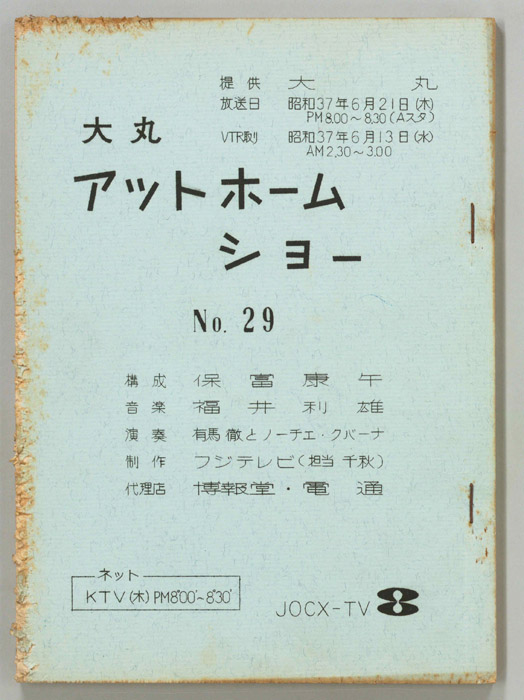 提供 大丸
放送日 昭和37年6月21日(木)
PM8.00～8.30(Aスタ)
VTR取り 昭和37年6月13日(水)
AM2.30～3.00
大丸
アットホーム
ショー
No. 29
構成 保富康午
音楽 福井利雄
演奏 有馬徹とノーチェ・クバーナ
制作 フジテレビ(担当 千秋)
代理店 博報堂・電通
ネット
KTV(木)PM8°00'～8°30'
JOCX-TV 8